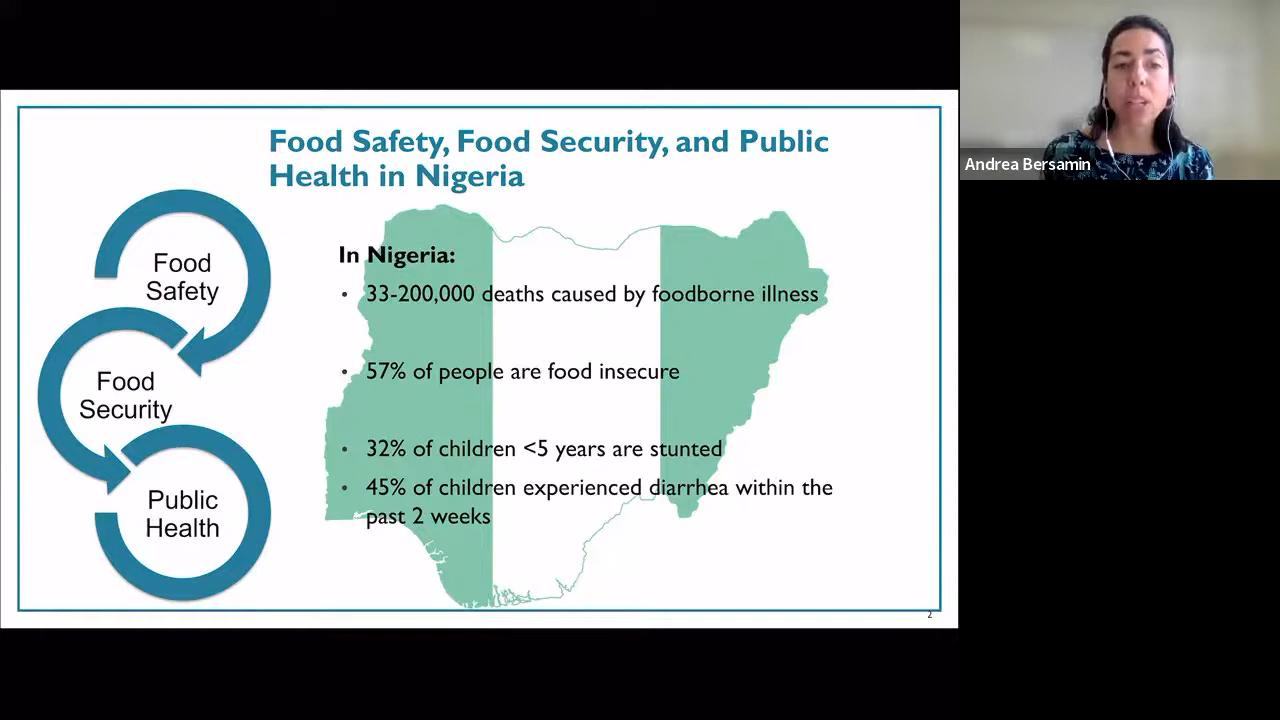 Food Safety, Food Security, and Public
Health in Nigeria
Food
Safety
Food
Security
Public
Health
In Nigeria:
• 33-200,000 deaths caused by foodborne illness
• 57% of people are food insecure
• 32% of children <5 years are stunted
• 45% of children experienced diarrhea within the
past 2 weeks
2
Andrea Bersamin